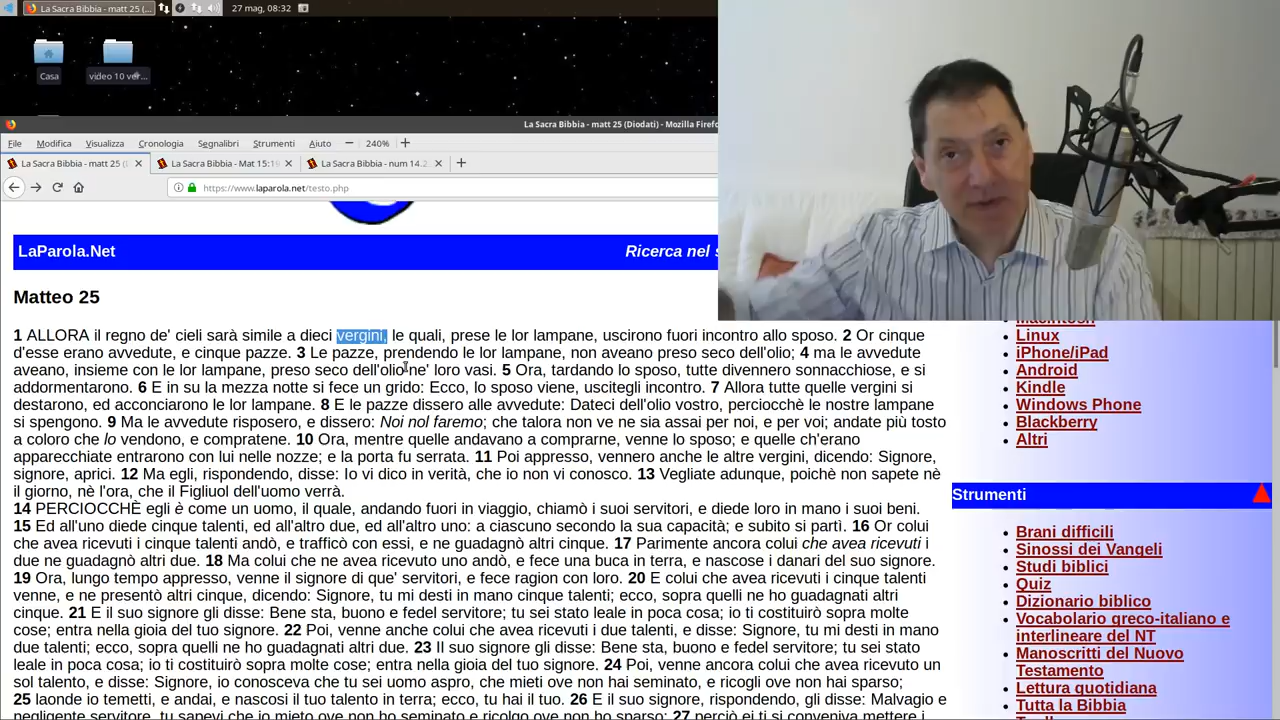 La Sacra Bibbia - matt 25 (...
27 mag, 08:32
Casa
video 10 ver...
La Sacra Bibbia - matt 25 (Diodati) - Mozilla Firefo
File Modifica Visualizza Cronologia Segnalibri Strumenti Aiuto 240%
La Sacra Bibbia - matt 25 (D
La Sacra Bibbia - Mat 15:19
La Sacra Bibbia - num 14.2
https://www.laparola.net/testo.php
LaParola.Net
Ricerca nel s
Matteo 25
1 ALLORA il regno de' cieli sarà simile a dieci vergini, le quali, prese le lor lampane, uscirono fuori incontro allo sposo. 2 Or cinque
d'esse erano avvedute, e cinque pazze. 3 Le pazze, prendendo le lor lampane, non aveano preso seco dell'olio; 4 ma le avvedute
aveano, insieme con le lor lampane, preso seco dell'olio ne' loro vasi. 5 Ora, tardando lo sposo, tutte divennero sonnacchiose, e si
addormentarono. 6 E in su la mezza notte si fece un grido: Ecco, lo sposo viene, uscitegli incontro. 7 Allora tutte quelle vergini si
destarono, ed acconciarono le lor lampane. 8 E le pazze dissero alle avvedute: Dateci dell'olio vostro, perciocchè le nostre lampane
si spengono. 9 Ma le avvedute risposero, e dissero: Noi nol faremo; che talora non ve ne sia assai per noi, e per voi; andate più tosto
a coloro che lo vendono, e compratene. 10 Ora, mentre quelle andavano a comprarne, venne lo sposo; e quelle ch'erano
apparecchiate entrarono con lui nelle nozze; e la porta fu serrata. 11 Poi appresso, vennero anche le altre vergini, dicendo: Signore,
signore, aprici. 12 Ma egli, rispondendo, disse: Io vi dico in verità, che io non vi conosco. 13 Vegliate adunque, poichè non sapete nè
il giorno, nè l'ora, che il Figliuol dell'uomo verrà.
14 PERCIOCCHÈ egli è come un uomo, il quale, andando fuori in viaggio, chiamò i suoi servitori, e diede loro in mano i suoi beni.
15 Ed all'uno diede cinque talenti, ed all'altro due, ed all'altro uno: a ciascuno secondo la sua capacità; e subito si partì. 16 Or colui
che avea ricevuti i cinque talenti andò, e trafficò con essi, e ne guadagnò altri cinque. 17 Parimente ancora colui che avea ricevuti i
due ne guadagnò altri due. 18 Ma colui che ne avea ricevuto uno andò, e fece una buca in terra, e nascose i danari del suo signore.
19 Ora, lungo tempo appresso, venne il signore di que' servitori, e fece ragion con loro. 20 E colui che avea ricevuti i cinque talenti
venne, e ne presentò altri cinque, dicendo: Signore, tu mi desti in mano cinque talenti; ecco, sopra quelli ne ho guadagnati altri
cinque. 21 E il suo signore gli disse: Bene sta, buono e fedel servitore; tu sei stato leale in poca cosa; io ti costituirò sopra molte
cose; entra nella gioia del tuo signore. 22 Poi, venne anche colui che avea ricevuti i due talenti, e disse: Signore, tu mi desti in mano
due talenti; ecco, sopra quelli ne ho guadagnati altri due. 23 Il suo signore gli disse: Bene sta, buono e fedel servitore; tu sei stato
leale in poca cosa; io ti costituirò sopra molte cose; entra nella gioia del tuo signore. 24 Poi, venne ancora colui che avea ricevuto un
sol talento, e disse: Signore, io conosceva che tu sei uomo aspro, che mieti ove non hai seminato, e ricogli ove non hai sparso;
25 laonde io temetti, e andai, e nascosi il tuo talento in terra; ecco, tu hai il tuo. 26 E il suo signore, rispondendo, gli disse: Malvagio e
negligente servitore, tu sapevi che io mieto ove non ho seminato e ricolgo ove non ho sparso; 27 perciò ei ti si conveniva mettere i
Macintosh
Linux
iPhone/iPad
Android
Kindle
Windows Phone
Blackberry
Altri
Strumenti
Brani difficili
Sinossi dei Vangeli
Studi biblici
Quiz
Dizionario biblico
Vocabolario greco-italiano e
interlineare del NT
Manoscritti del Nuovo
Testamento
Lettura quotidiana
Tutta la Bibbia